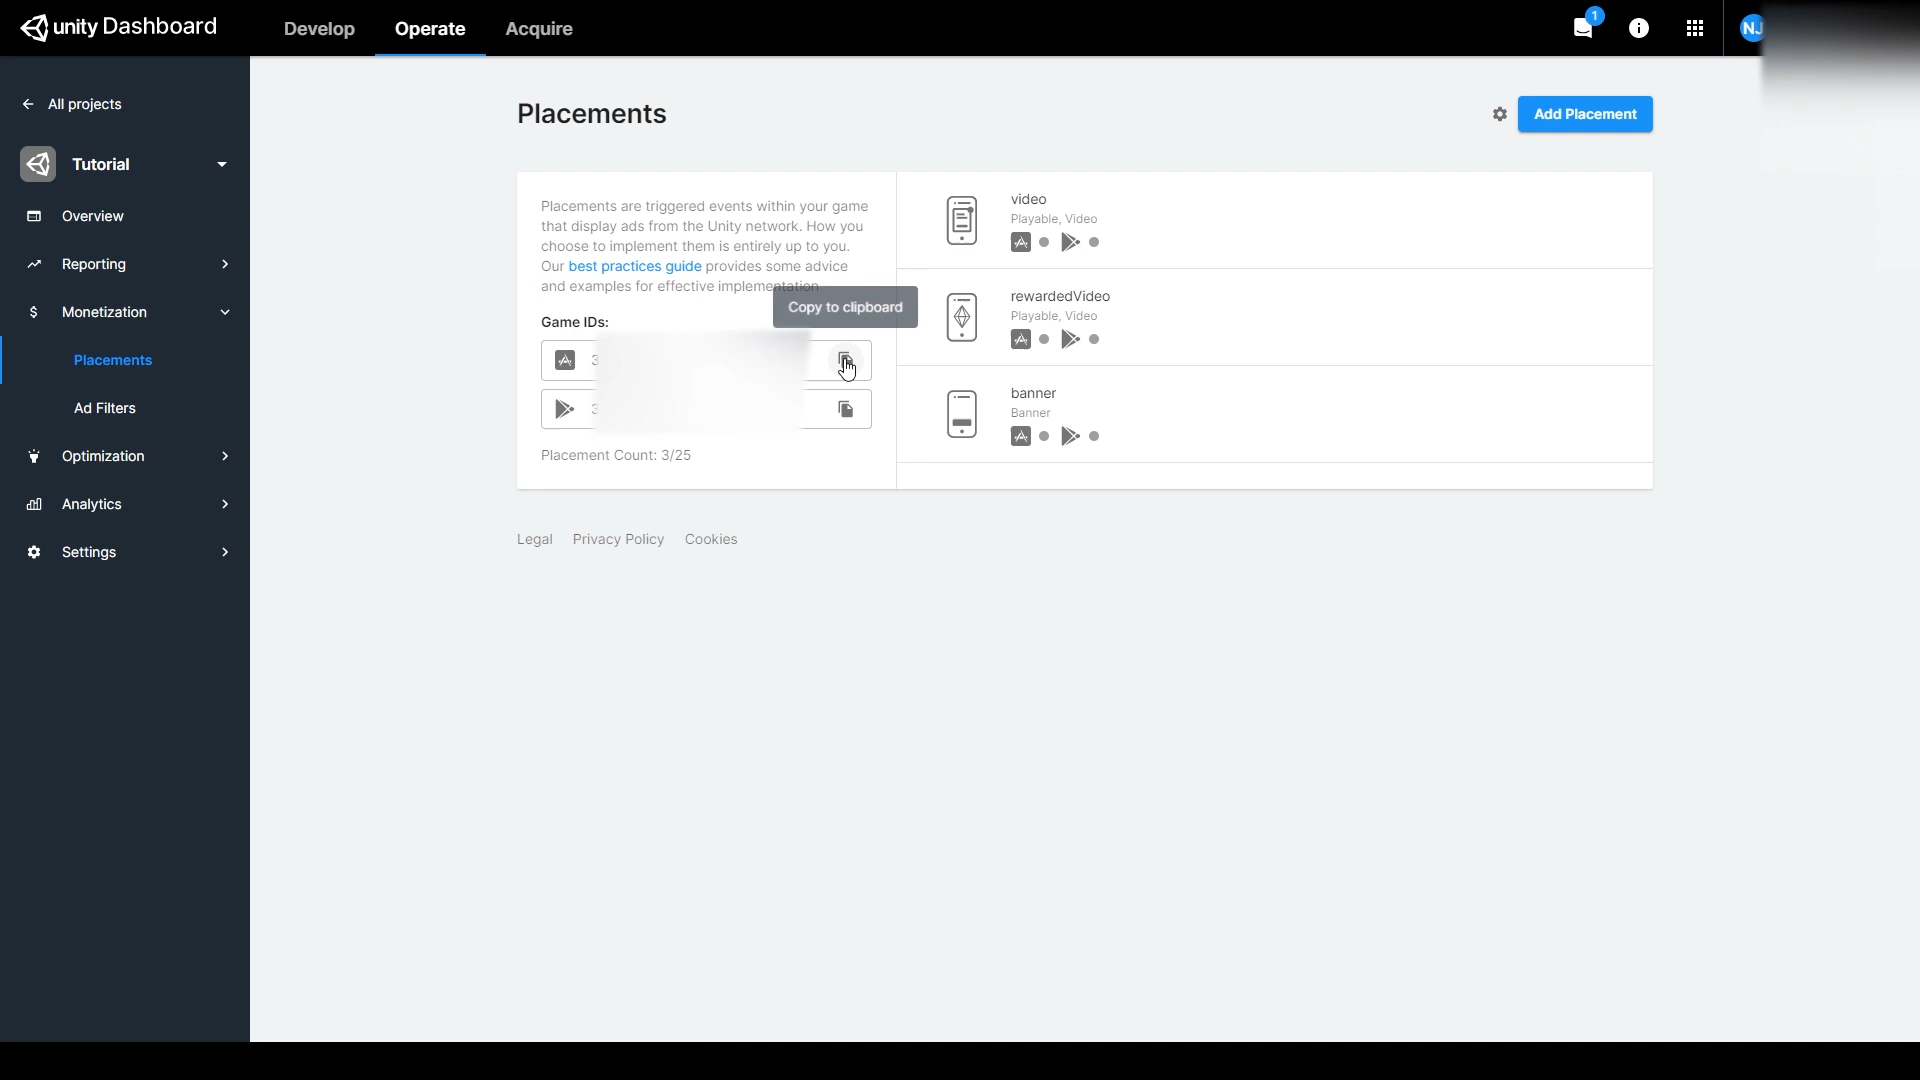 unity Dashboard
Develop
Operate
Acquire
1
NJ
All projects
Tutorial
Overview
Reporting
Monetization
Placements
Ad Filters
Optimization
Analytics
Settings
Placements
Add Placement
Placements are triggered events within your game
that display ads from the Unity network. How you
choose to implement them is entirely up to you.
Our best practices guide provides some advice
and examples for effective implementation
Copy to clipboard
Game IDs:
3
3
Placement Count: 3/25
video
Playable, Video
rewardedVideo
Playable, Video
banner
Banner
Legal
Privacy Policy
Cookies